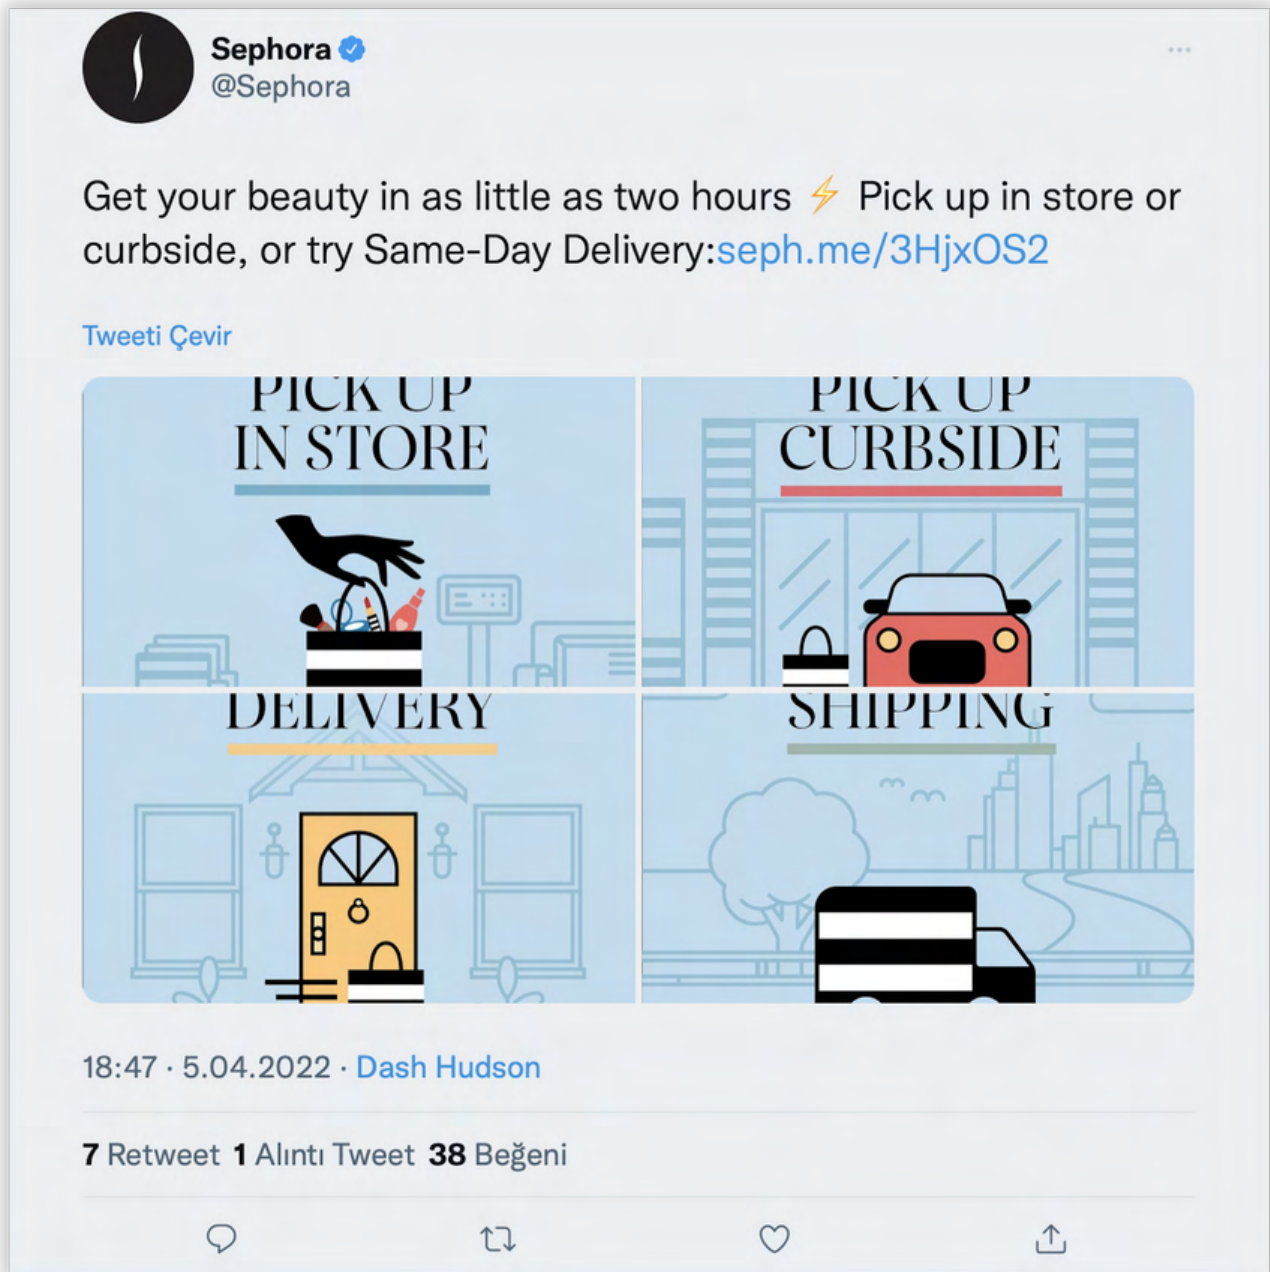 Sephora
@Sephora
Get your beauty in as little as two hours ⚡ Pick up in store or
curbside, or try Same-Day Delivery:seph.me/3HjxOS2
Tweeti Çevir
PICK UP
IN STORE
PICK UP
CURBSIDE
DELIVERY
SHIPPING
18:47 · 5.04.2022 · Dash Hudson
7 Retweet 1 Alıntı Tweet 38 Beğeni